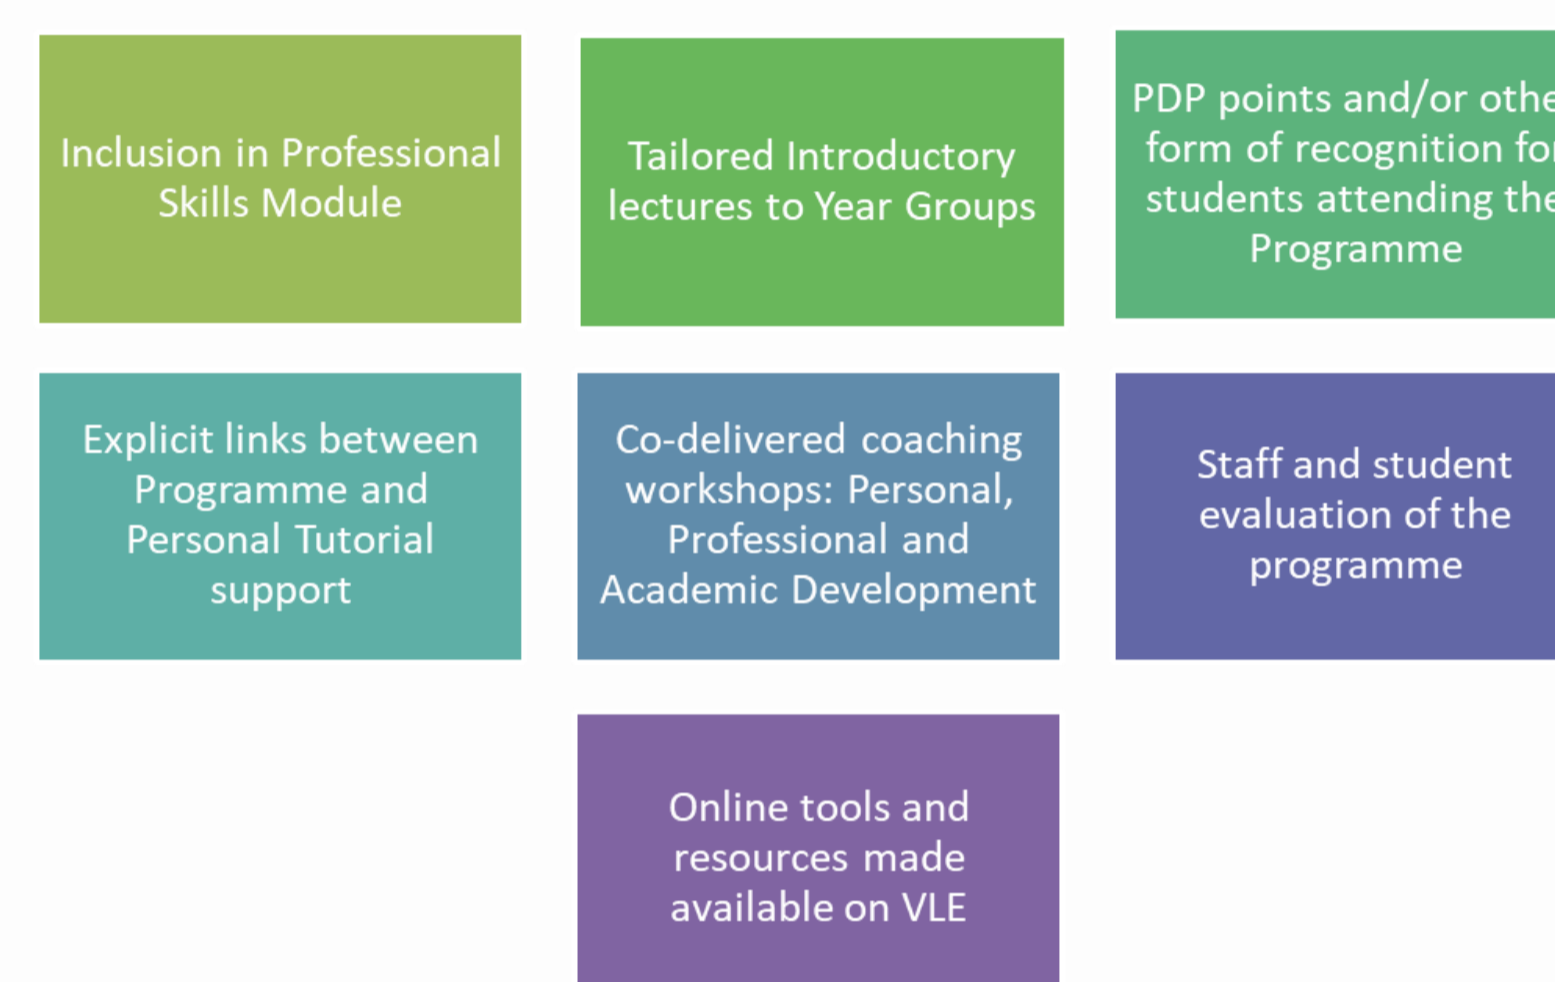 Inclusion in Professional
Skills Module
Tailored Introductory
lectures to Year Groups
PDP points and/or othe
form of recognition for
students attending the
Programme
Explicit links between
Programme and
Personal Tutorial
support
Co-delivered coaching
workshops: Personal,
Professional and
Academic Development
Staff and student
evaluation of the
programme
Online tools and
resources made
available on VLE